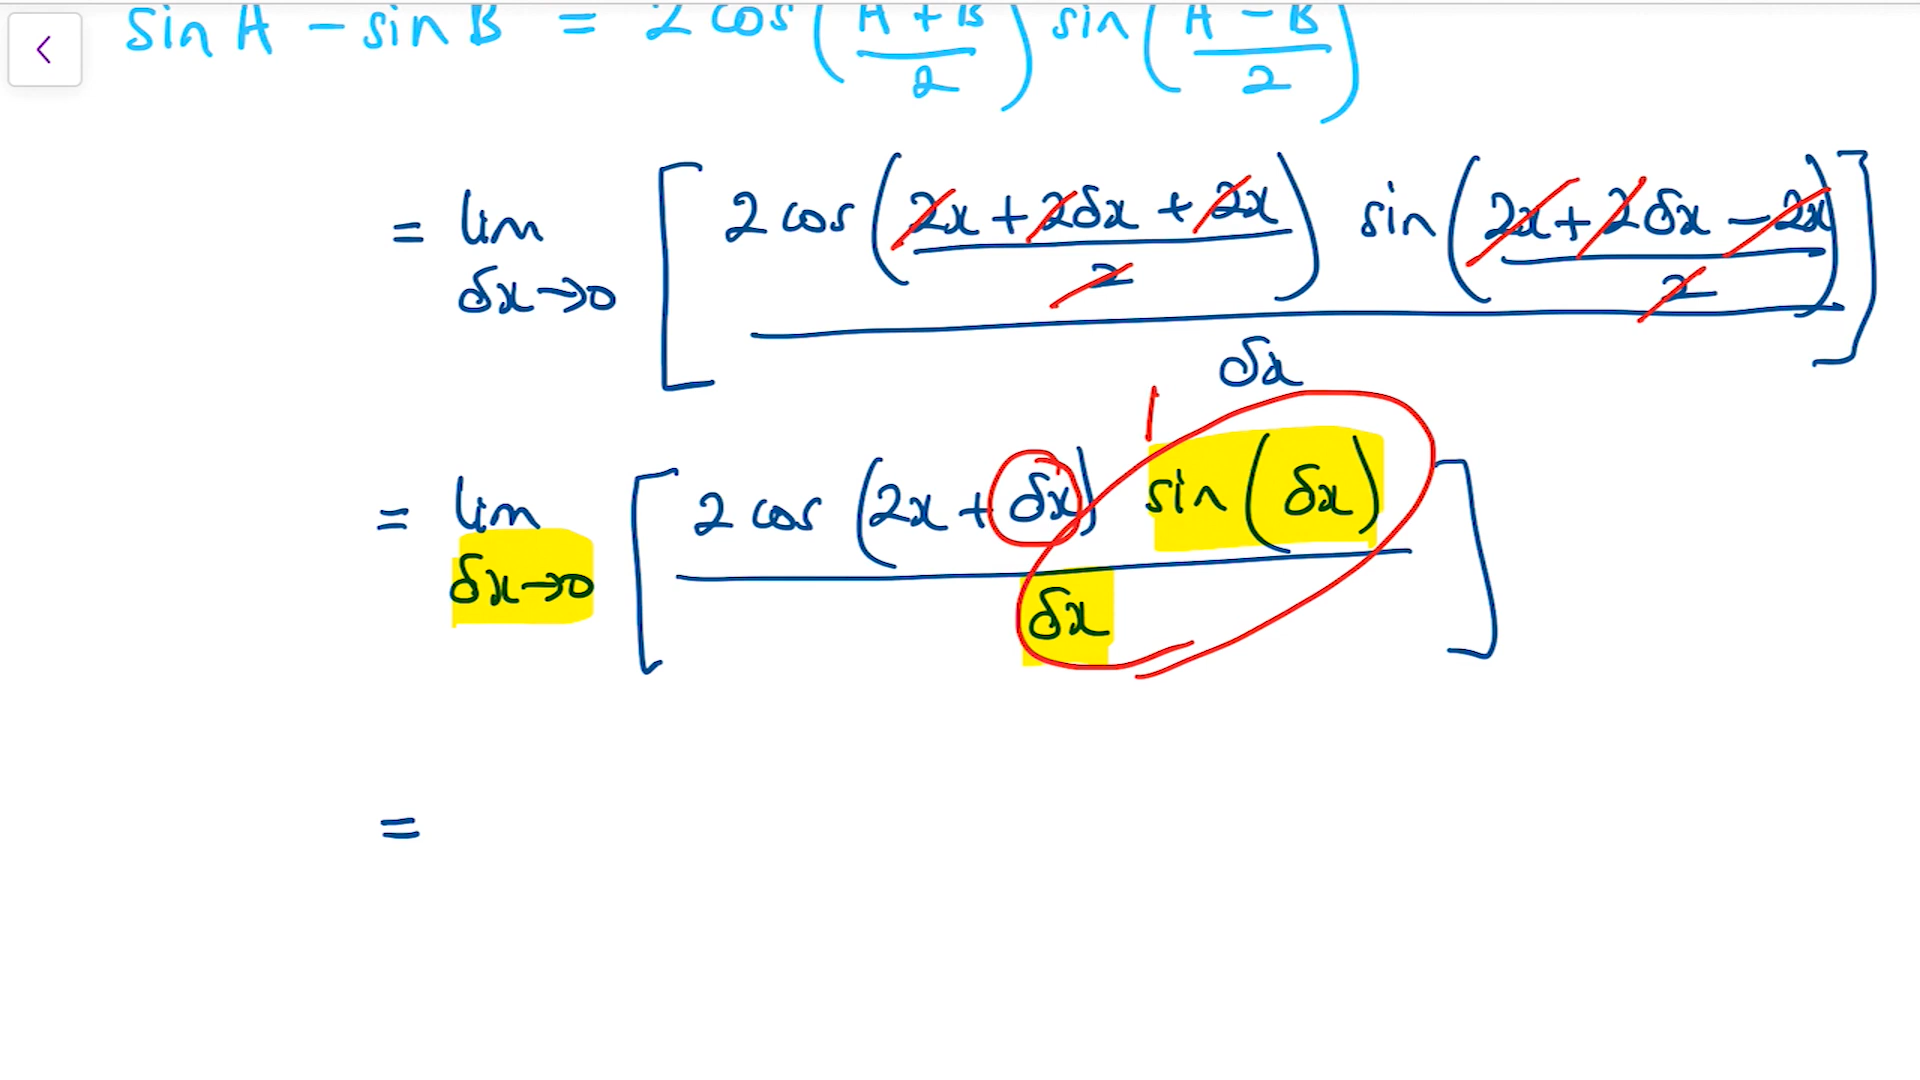 sin A - sin B = 2 cos((A + B)/2) sin((A - B)/2)
= lim δx→0 [ 2 cos((2x + 2δx + 2x)/2) sin((2x + 2δx - 2x)/2) / δx ]
1
= lim δx→0 [ 2 cos(2x + δx) sin(δx) / δx ]
=